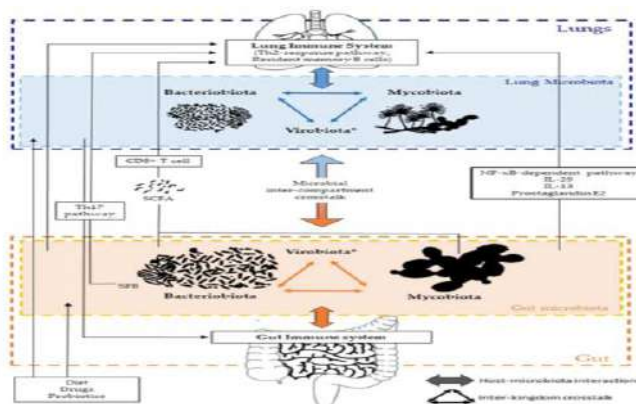 Lungs
Lung Immune System
(Th2-response pathway,
Resident memory B cells)
Lung Microbiota
Bacteriobiota
Mycobiota
Virobiota*
CD8+ T cell
SCFA
Th17
pathway
Microbial
inter-compartment
crosstalk
NF-κB-dependent pathway
IL-25
IL-13
Prostaglandin E2
Virobiota*
SFB
Bacteriobiota
Mycobiota
Gut microbiota
Gut Immune system
Gut
Diet
Drugs
Probiotics
Host-microbiota interaction
Inter-kingdom crosstalk